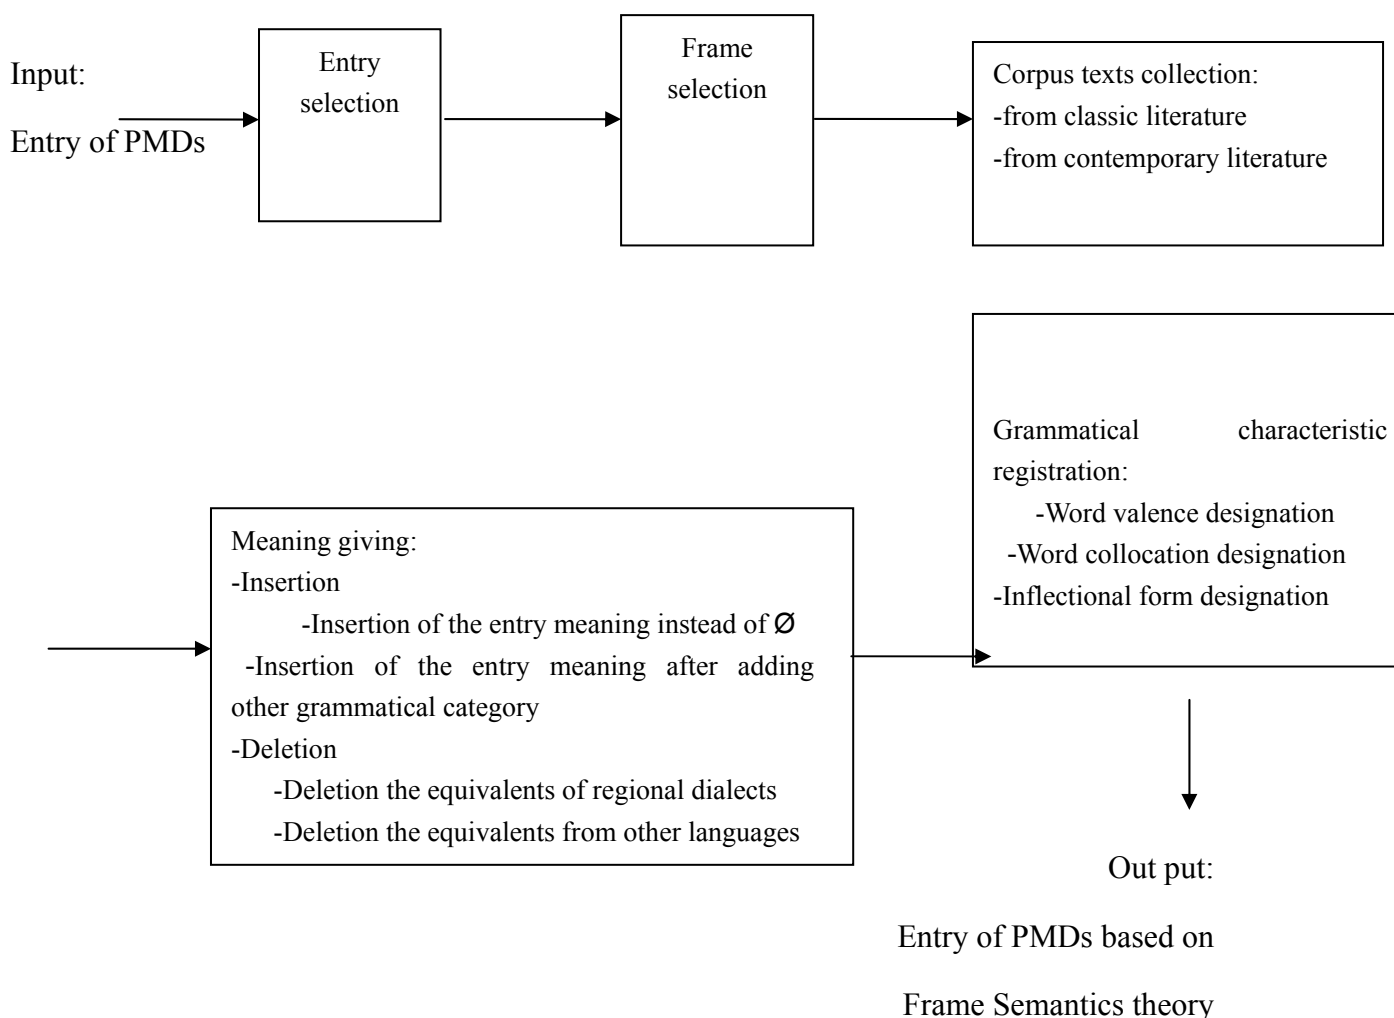 Input:
Entry of PMDs
Entry
selection
Frame
selection
Corpus texts collection:
-from classic literature
-from contemporary literature
Meaning giving:
-Insertion
-Insertion of the entry meaning instead of Ø
-Insertion of the entry meaning after adding
other grammatical category
-Deletion
-Deletion the equivalents of regional dialects
-Deletion the equivalents from other languages
Grammatical characteristic
registration:
-Word valence designation
-Word collocation designation
-Inflectional form designation
Out put:
Entry of PMDs based on
Frame Semantics theory